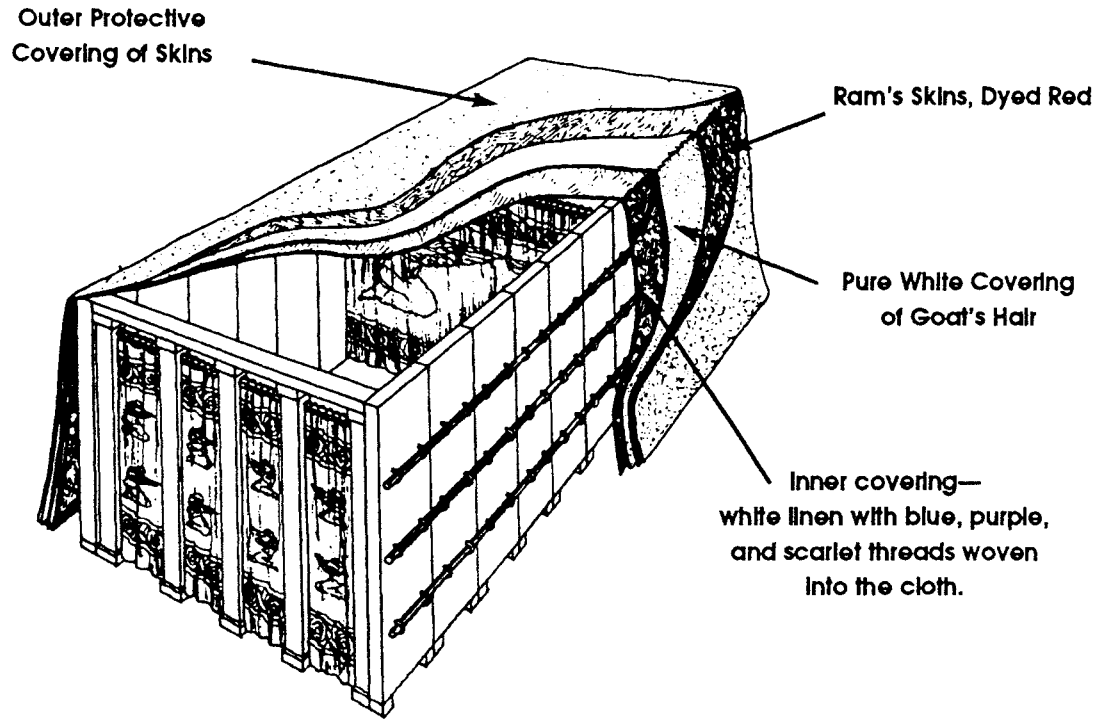 Outer Protective
Covering of Skins
Ram's Skins, Dyed Red
Pure White Covering
of Goat's Hair
Inner covering—
white linen with blue, purple,
and scarlet threads woven
into the cloth.